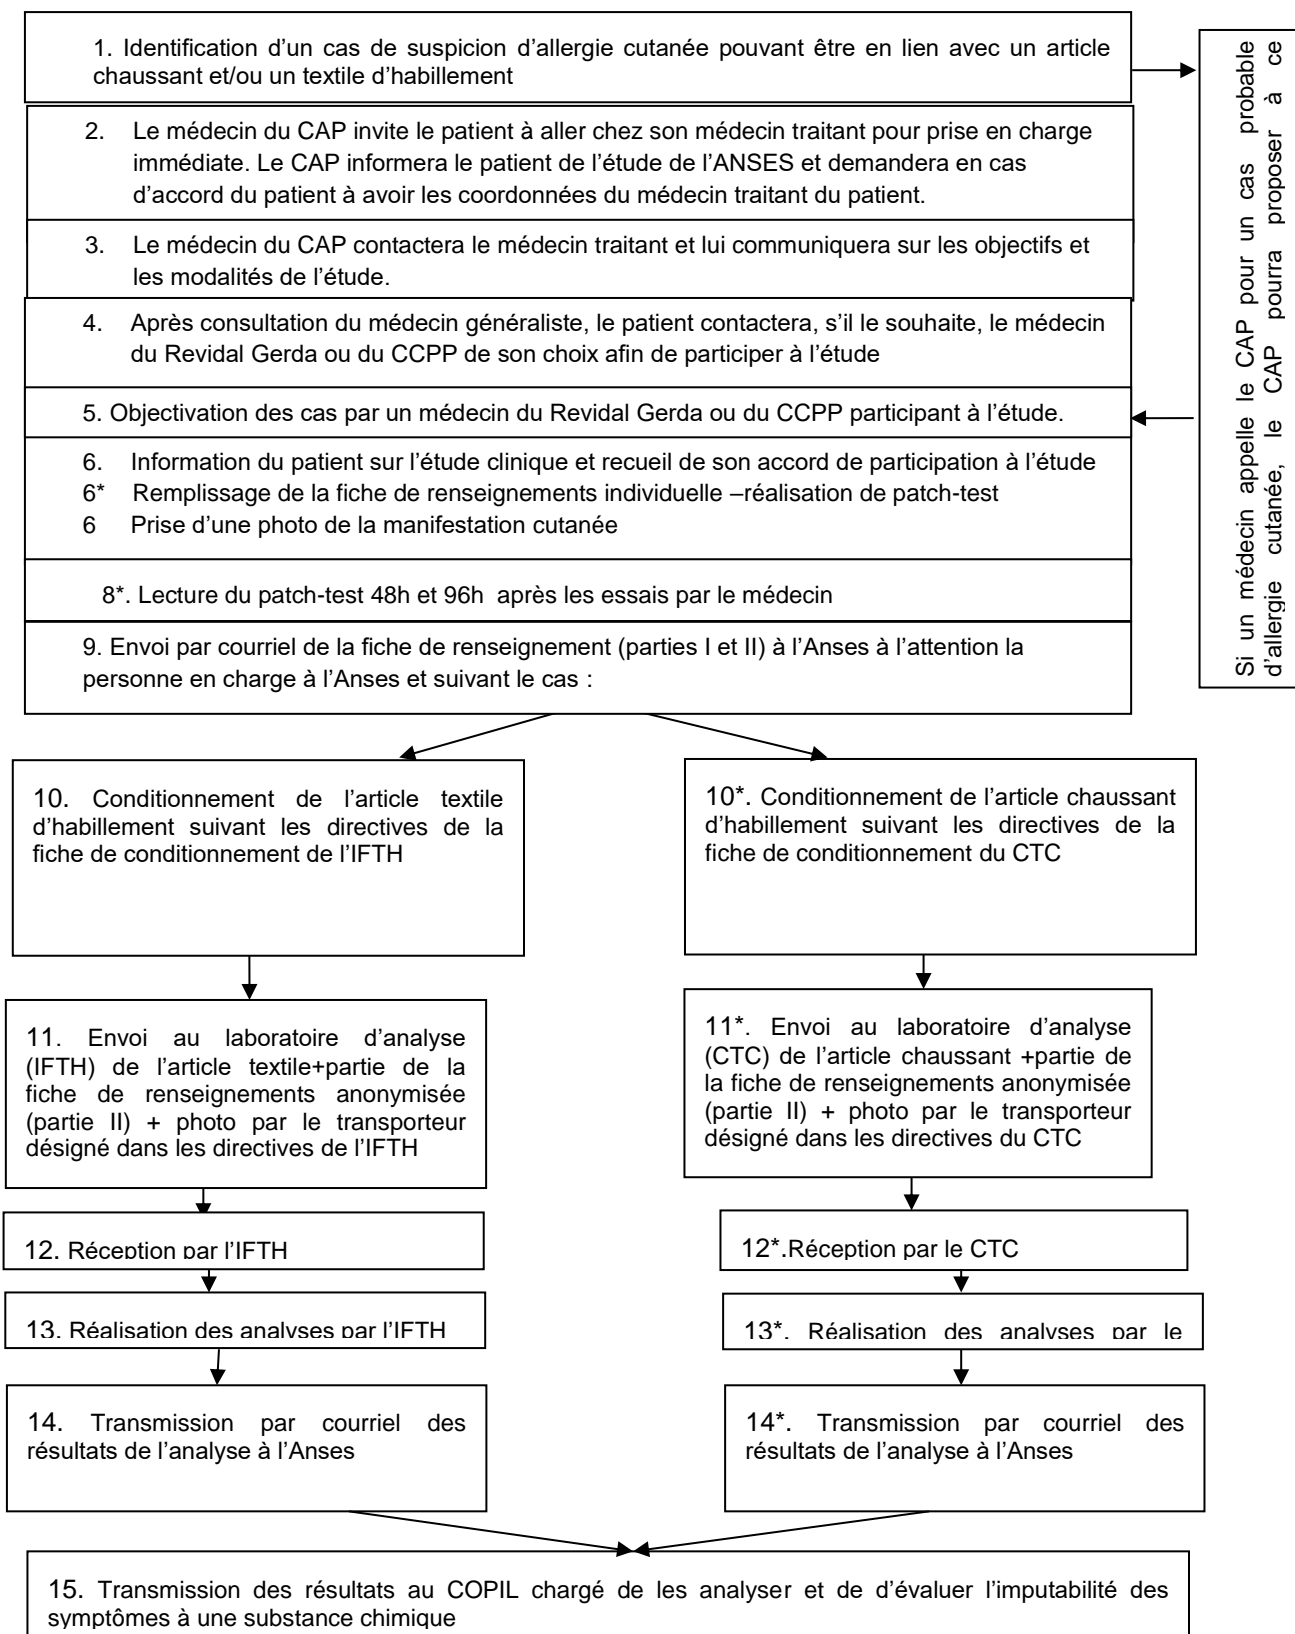 1. Identification d'un cas de suspicion d'allergie cutanée pouvant être en lien avec un article
chaussant et/ou un textile d'habillement
2. Le médecin du CAP invite le patient à aller chez son médecin traitant pour prise en charge
immédiate. Le CAP informera le patient de l'étude de l'ANSES et demandera en cas
d'accord du patient à avoir les coordonnées du médecin traitant du patient.
3. Le médecin du CAP contactera le médecin traitant et lui communiquera sur les objectifs et
les modalités de l'étude.
4. Après consultation du médecin généraliste, le patient contactera, s'il le souhaite, le médecin
du Revidal Gerda ou du CCPP de son choix afin de participer à l'étude
5. Objectivation des cas par un médecin du Revidal Gerda ou du CCPP participant à l'étude.
6. Information du patient sur l'étude clinique et recueil de son accord de participation à l'étude
6* Remplissage de la fiche de renseignements individuelle –réalisation de patch-test
6 Prise d'une photo de la manifestation cutanée
8*. Lecture du patch-test 48h et 96h après les essais par le médecin
9. Envoi par courriel de la fiche de renseignement (parties I et II) à l'Anses à l'attention la
personne en charge à l'Anses et suivant le cas :
Si un médecin appelle le CAP pour un cas probable
d'allergie cutanée, le CAP pourra proposer à ce
10. Conditionnement de l'article textile
d'habillement suivant les directives de la
fiche de conditionnement de l'IFTH
10*. Conditionnement de l'article chaussant
d'habillement suivant les directives de la
fiche de conditionnement du CTC
11. Envoi au laboratoire d'analyse
(IFTH) de l'article textile+partie de la
fiche de renseignements anonymisée
(partie II) + photo par le transporteur
désigné dans les directives de l'IFTH
11*. Envoi au laboratoire d'analyse
(CTC) de l'article chaussant +partie de
la fiche de renseignements anonymisée
(partie II) + photo par le transporteur
désigné dans les directives du CTC
12. Réception par l'IFTH
12*.Réception par le CTC
13. Réalisation des analyses par l'IFTH
13*. Réalisation des analyses par le
14. Transmission par courriel des
résultats de l'analyse à l'Anses
14*. Transmission par courriel des
résultats de l'analyse à l'Anses
15. Transmission des résultats au COPIL chargé de les analyser et de d'évaluer l'imputabilité des
symptômes à une substance chimique